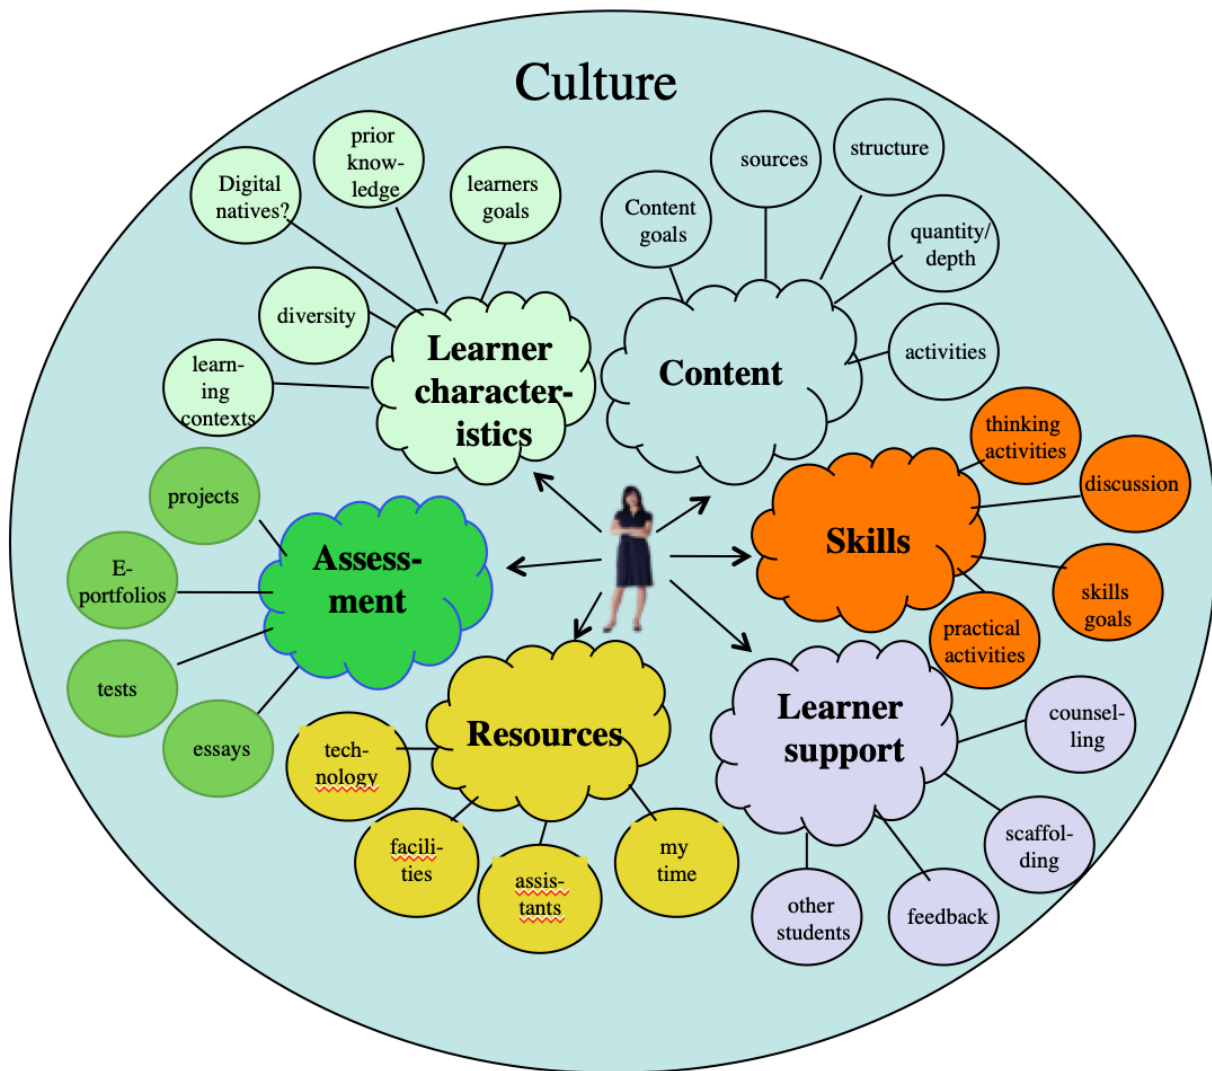 Culture
prior
know-
ledge
Digital
natives?
learners
goals
diversity
learn-
ing
contexts
Learner
character-
istics
Content
goals
sources
structure
quantity/
depth
activities
Content
thinking
activities
discussion
skills
goals
practical
activities
Skills
projects
E-
portfolios
tests
essays
Assess-
ment
Resources
tech-
nology
facili-
ties
assis-
tants
my
time
Learner
support
counsel-
ling
scaffol-
ding
feedback
other
students